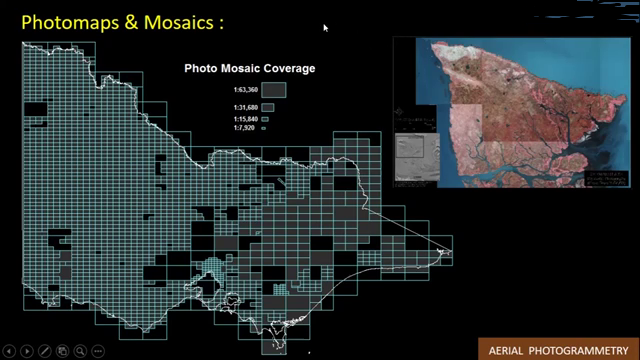 Photomaps & Mosaics :
Photo Mosaic Coverage
1:63,360
1:31,680
1:15,840
1:7,920
AERIAL PHOTOGRAMMETRY